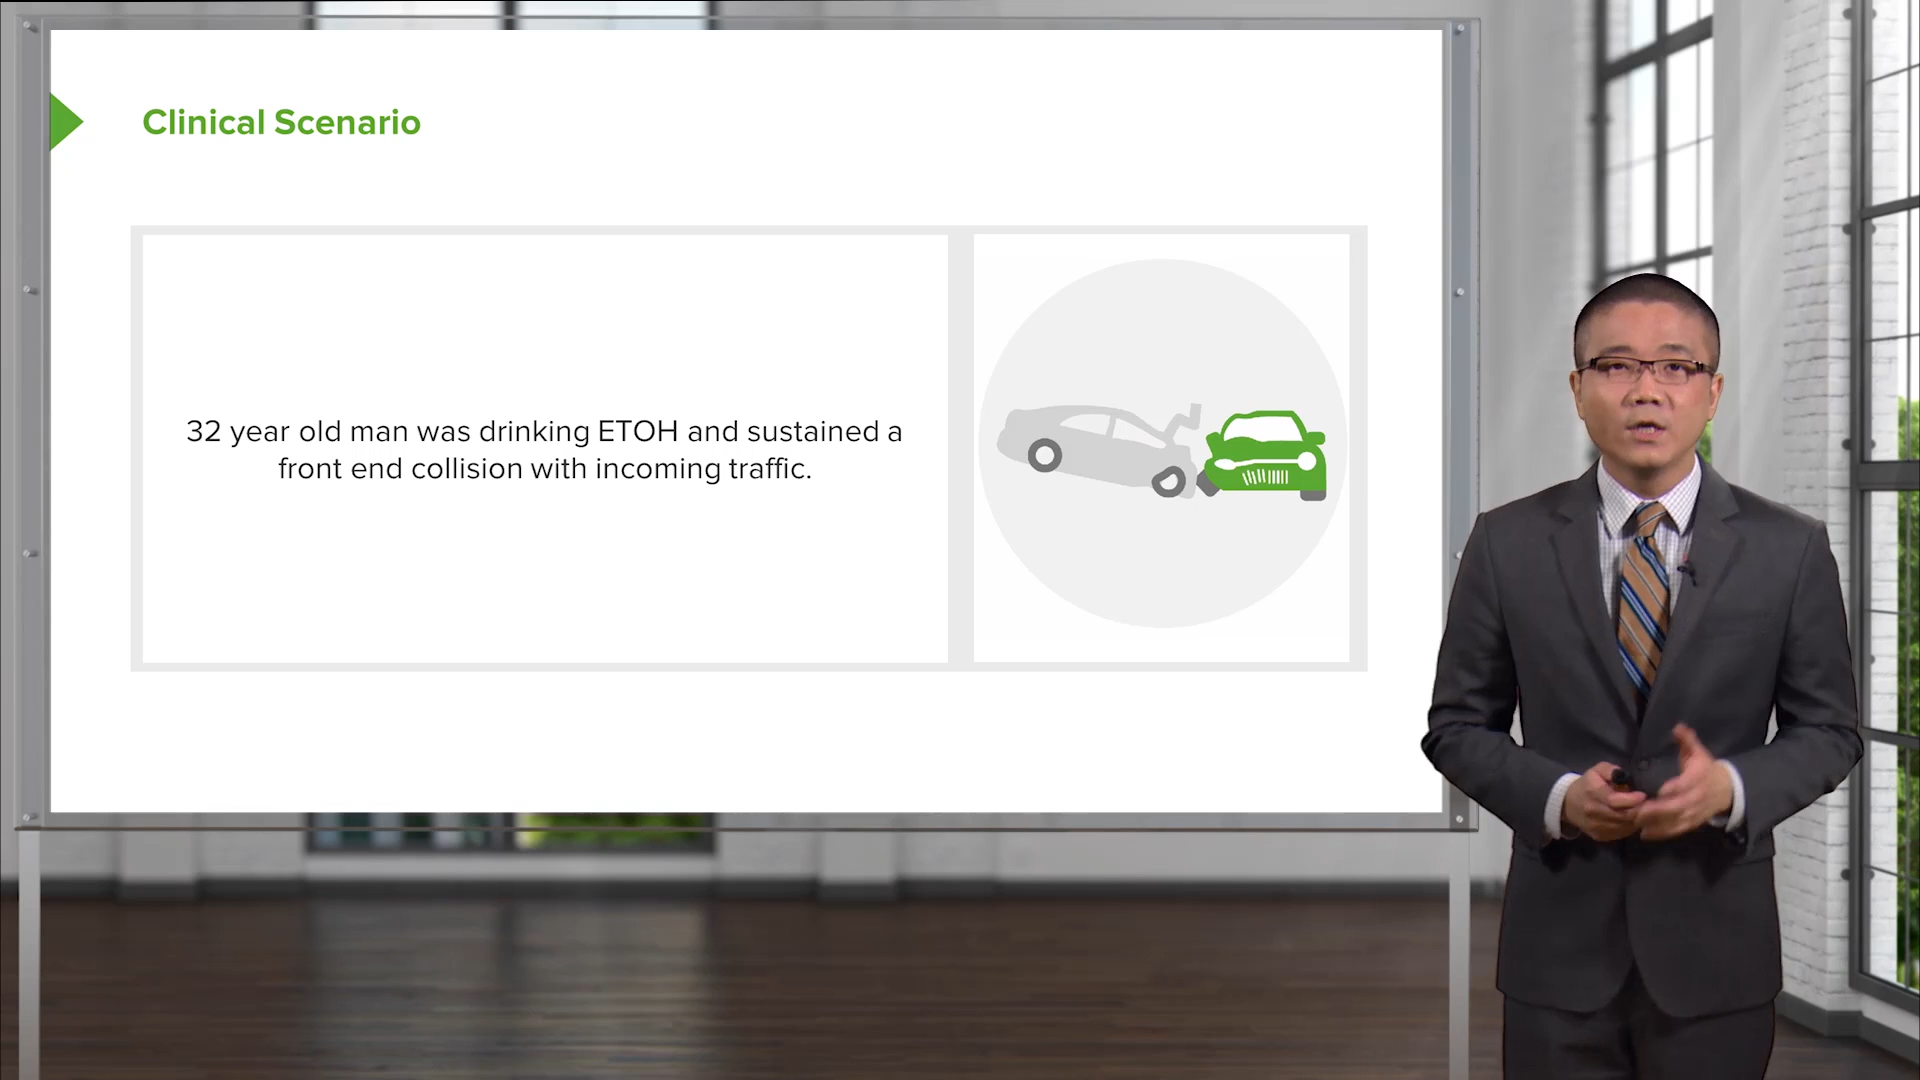 Clinical Scenario
32 year old man was drinking ETOH and sustained a
front end collision with incoming traffic.